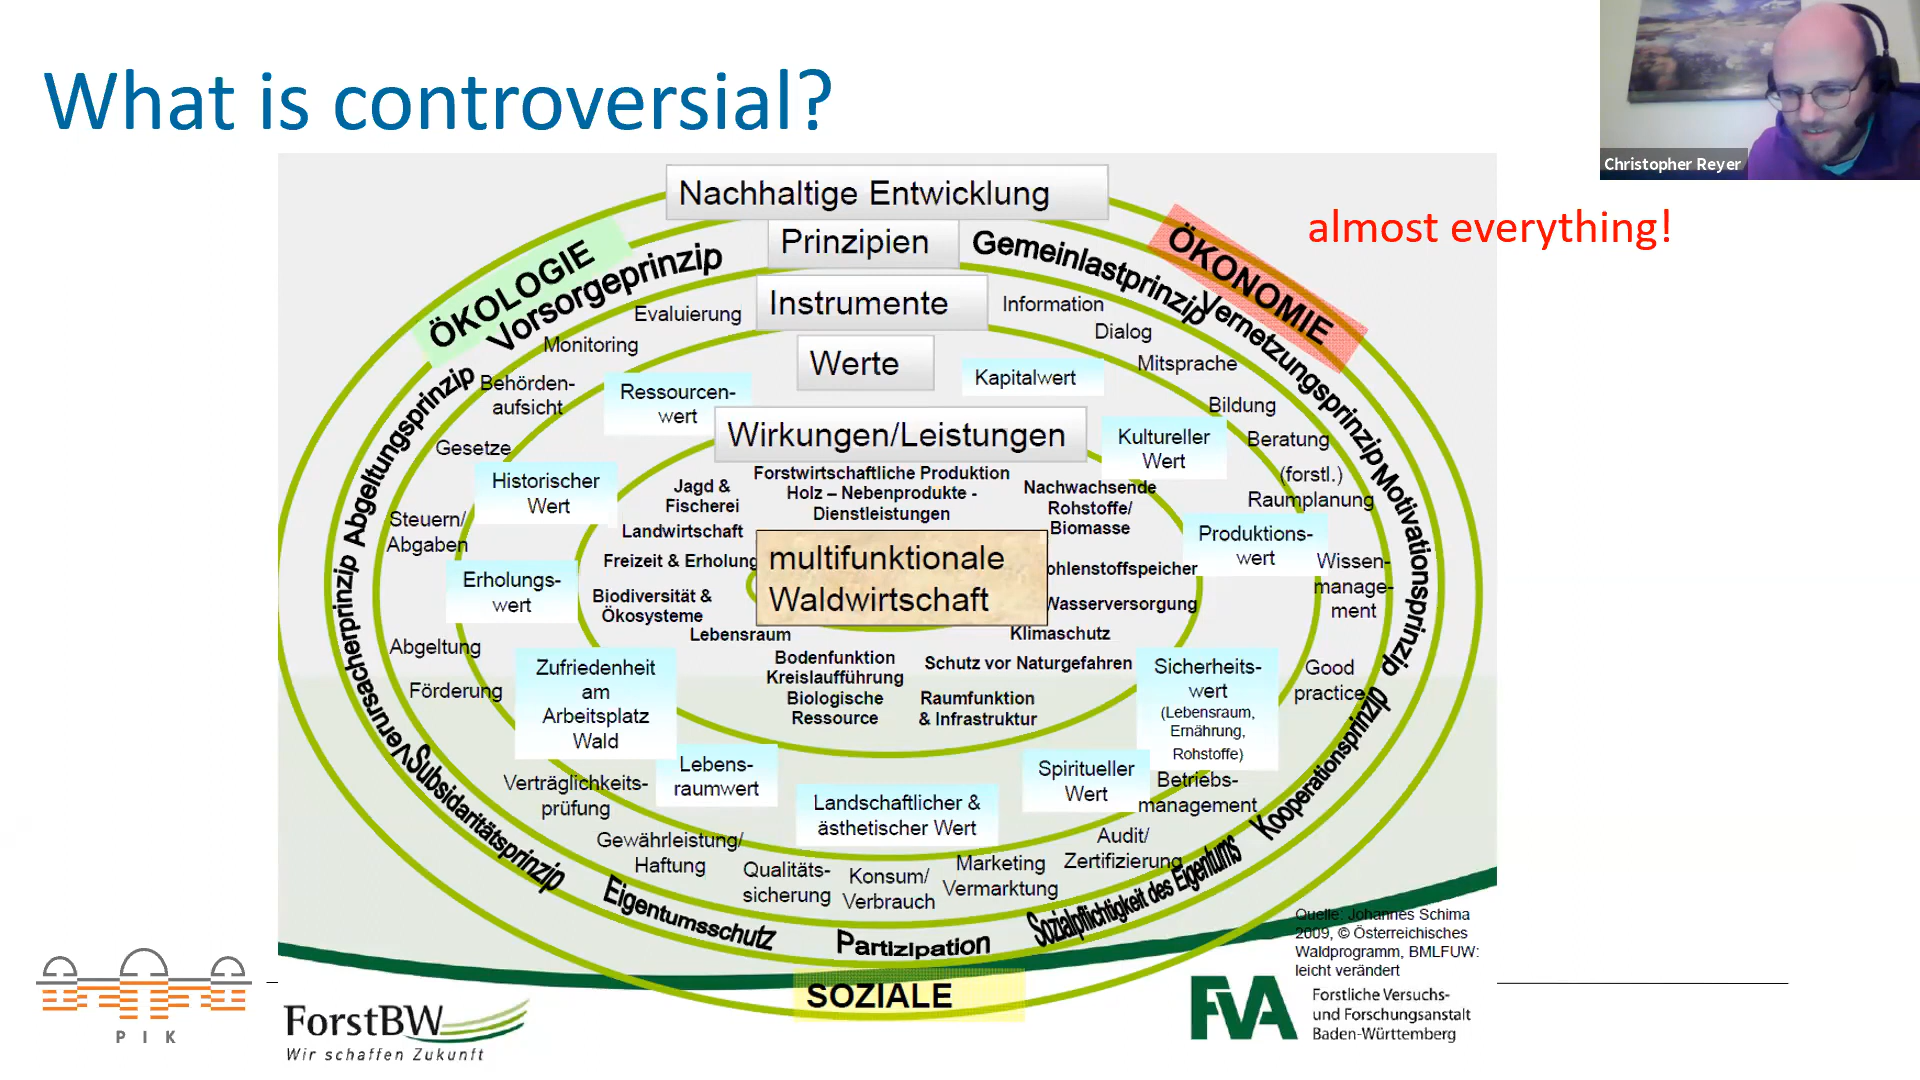 What is controversial?
Christopher Reyer
almost everything!
Nachhaltige Entwicklung
Prinzipien
Instrumente
Werte
Wirkungen/Leistungen
multifunktionale
Waldwirtschaft
ÖKOLOGIE
ÖKONOMIE
SOZIALE
Vorsorgeprinzip
Gemeinlastprinzip
Vernetzungsprinzip
Motivationsprinzip
Kooperationsprinzip
Sozialpflichtigkeit des Eigentums
Partizipation
Eigentumsschutz
Subsidaritätsprinzip
Verursacherprinzip
Abgeltungsprinzip
Evaluierung
Monitoring
Behörden-
aufsicht
Gesetze
Steuern/
Abgaben
Abgeltung
Förderung
Verträglichkeits-
prüfung
Gewährleistung/
Haftung
Qualitäts-
sicherung
Konsum/
Verbrauch
Marketing
Vermarktung
Audit/
Zertifizierung
Betriebs-
management
Good
practice
Wissen-
manage-
ment
(forstl.)
Raumplanung
Beratung
Bildung
Mitsprache
Dialog
Information
Ressourcen-
wert
Kapitalwert
Kultureller
Wert
Produktions-
wert
Sicherheits-
wert
(Lebensraum,
Ernährung,
Rohstoffe)
Spiritueller
Wert
Landschaftlicher &
ästhetischer Wert
Lebens-
raumwert
Zufriedenheit
am
Arbeitsplatz
Wald
Erholungs-
wert
Historischer
Wert
Forstwirtschaftliche Produktion
Holz – Nebenprodukte -
Dienstleistungen
Jagd &
Fischerei
Landwirtschaft
Freizeit & Erholung
Biodiversität &
Ökosysteme
Lebensraum
Bodenfunktion
Kreislaufführung
Biologische
Ressource
Raumfunktion
& Infrastruktur
Schutz vor Naturgefahren
Klimaschutz
Wasserversorgung
ohlenstoffspeicher
Nachwachsende
Rohstoffe/
Biomasse
Quelle: Johannes Schima
2009, © Österreichisches
Waldprogramm, BMLFUW:
leicht verändert
PIK
ForstBW
Wir schaffen Zukunft
FVA
Forstliche Versuchs-
und Forschungsanstalt
Baden-Württemberg